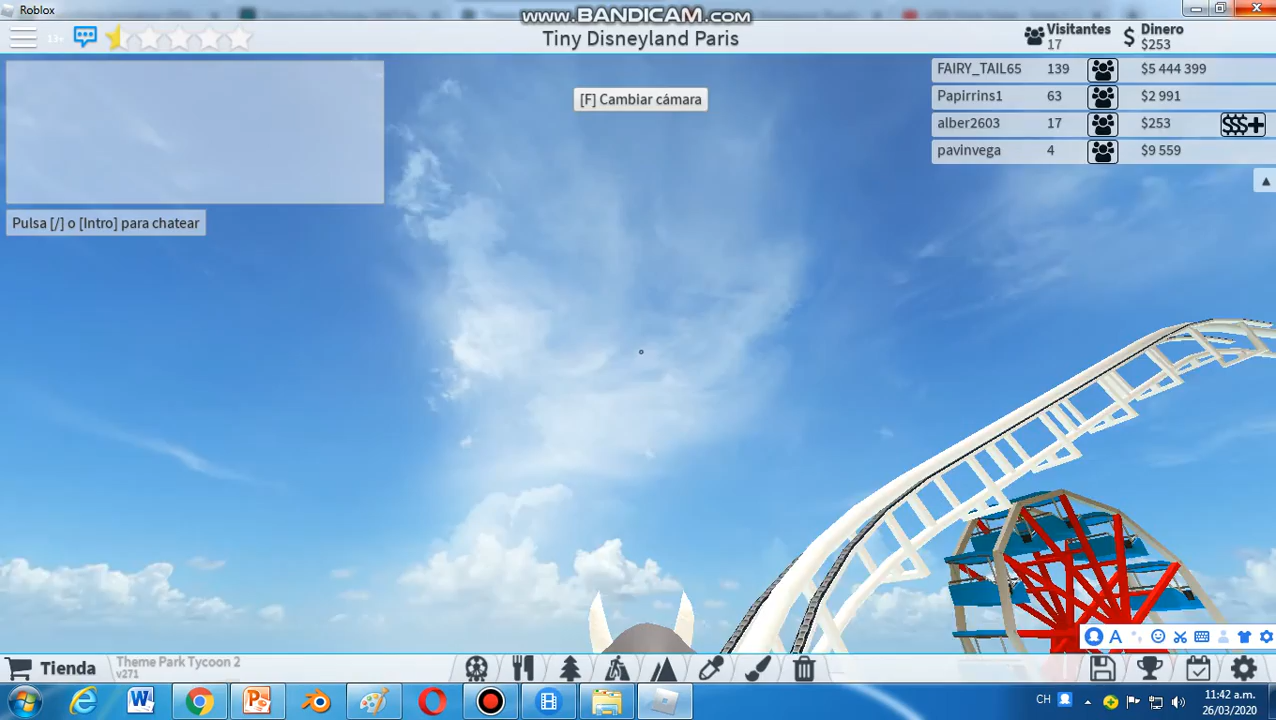 Roblox
www.BANDICAM.com
13+
Tiny Disneyland Paris
Visitantes
17
$ Dinero
$253
FAIRY_TAIL65 139 $5 444 399
Papirrins1 63 $2 991
alber2603 17 $253 $$$+
pavinvega 4 $9 559
[F] Cambiar cámara
Pulsa [/] o [Intro] para chatear
Tienda
Theme Park Tycoon 2
v271
CH
11:42 a.m.
26/03/2020